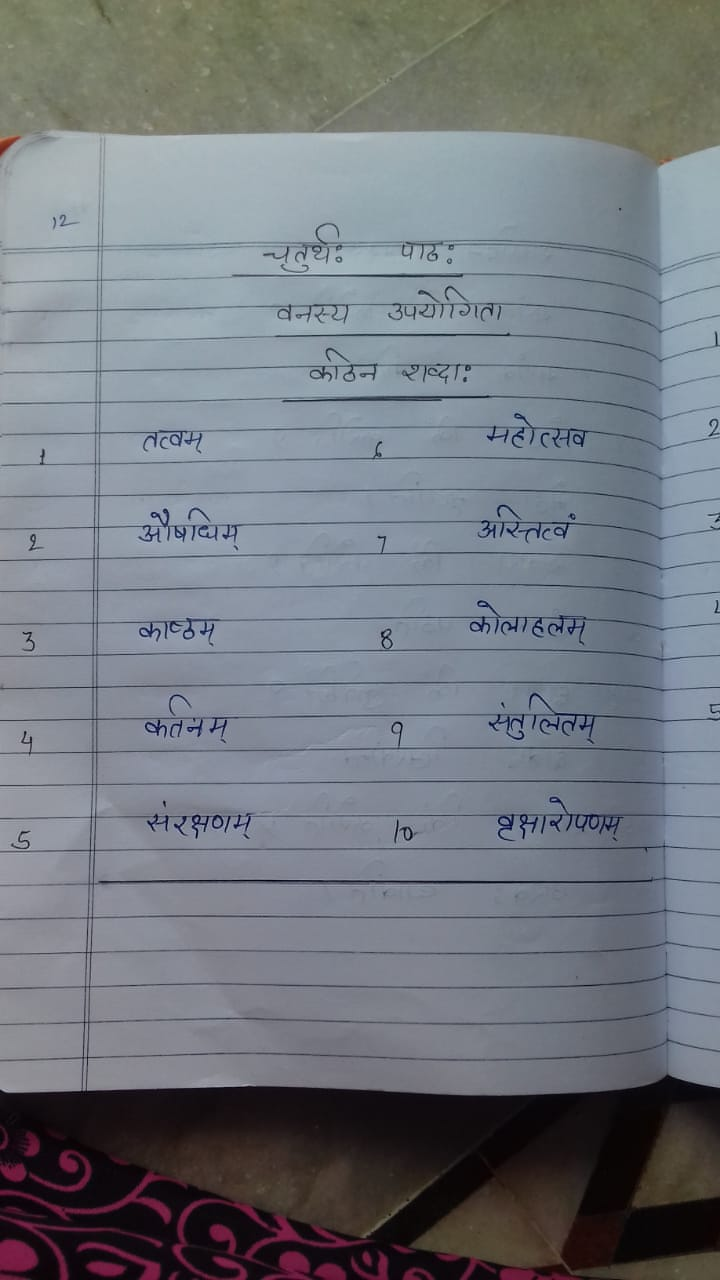 12
चतुर्थः पाठः
वनस्य उपयोगिता
कठिन शब्दाः
1 तत्वम् 6 महोत्सव
2 औषधिम् 7 अस्तित्वं
3 काष्ठम् 8 कोलाहलम्
4 कर्तनम् 9 संतुलितम्
5 संरक्षणम् 10 वृक्षारोपणम्